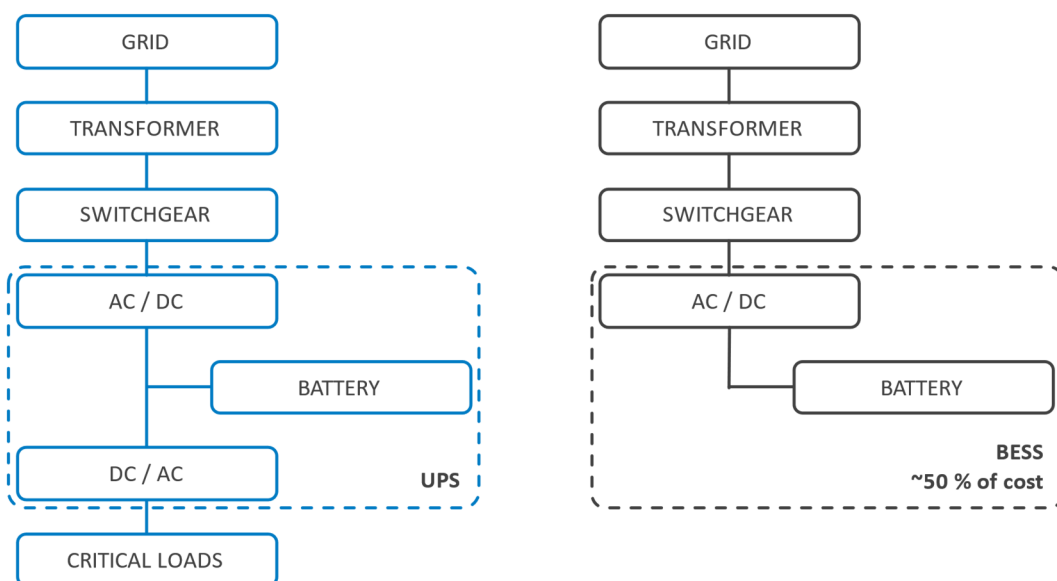 GRID
TRANSFORMER
SWITCHGEAR
AC / DC
BATTERY
DC / AC
UPS
CRITICAL LOADS
GRID
TRANSFORMER
SWITCHGEAR
AC / DC
BATTERY
BESS
~50 % of cost